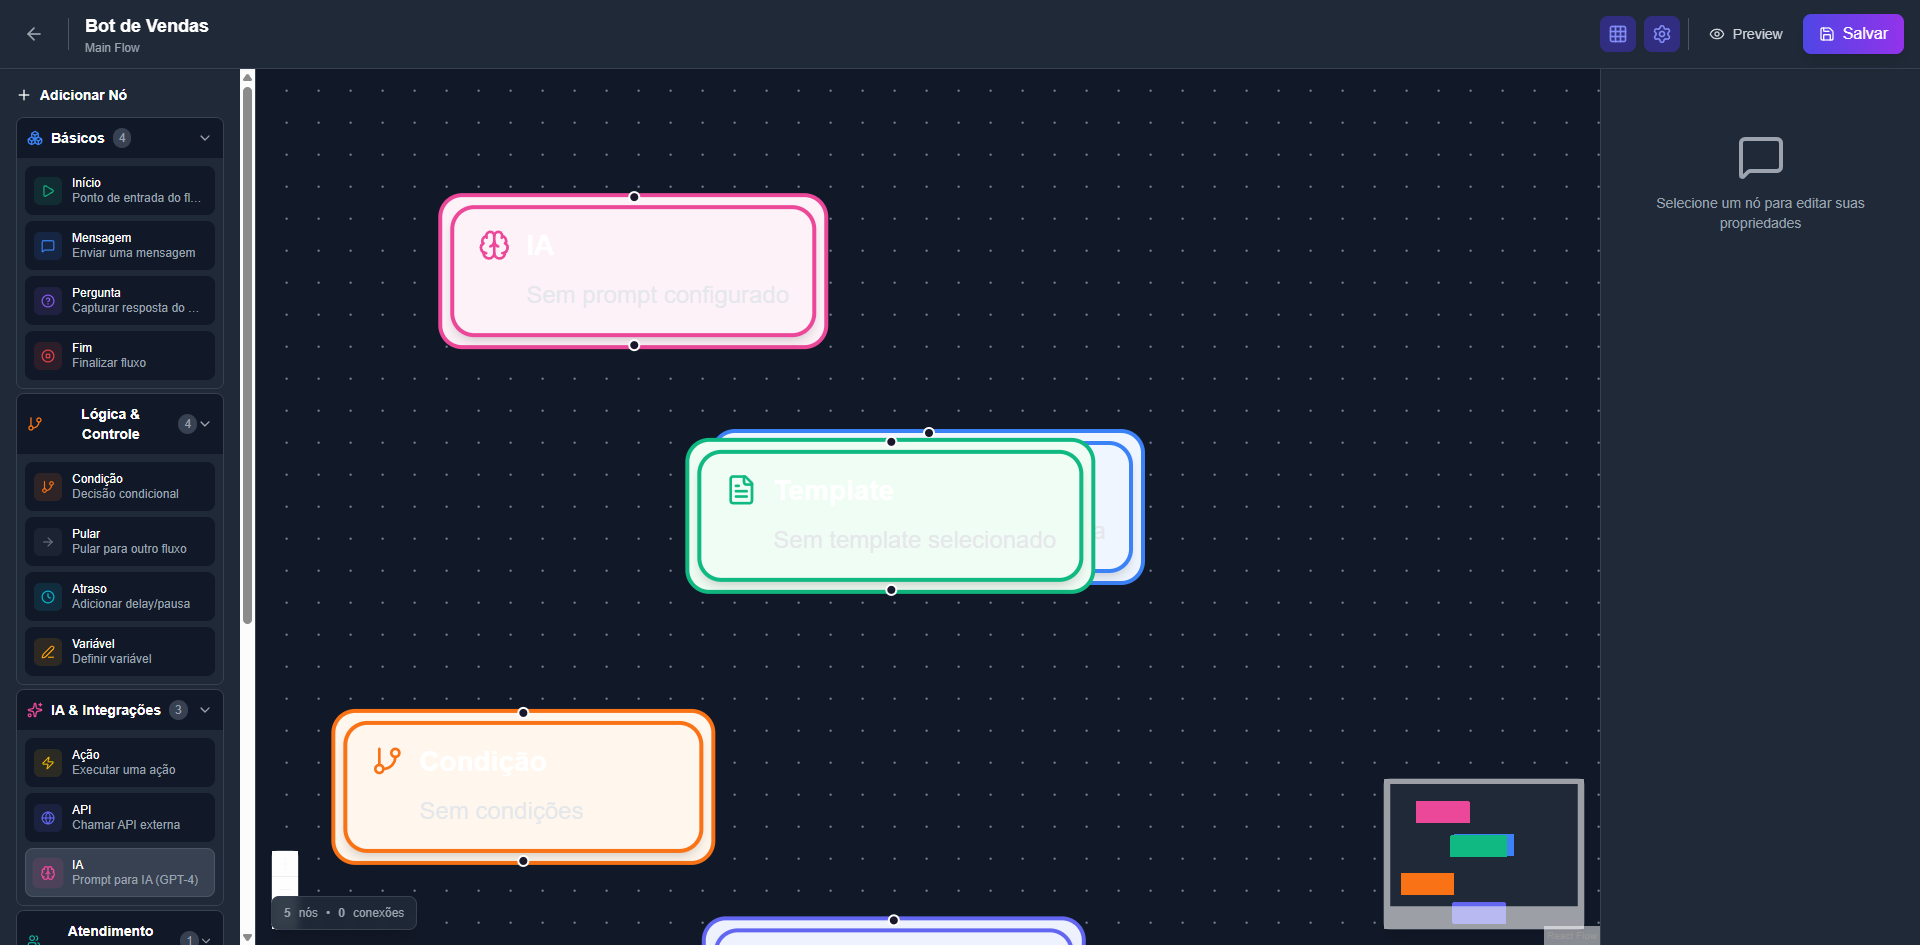 Bot de Vendas
Main Flow
Preview
Salvar
Adicionar Nó
Básicos 4
Início
Ponto de entrada do fl...
Mensagem
Enviar uma mensagem
Pergunta
Capturar resposta do ...
Fim
Finalizar fluxo
Lógica &
Controle
4
Condição
Decisão condicional
Pular
Pular para outro fluxo
Atraso
Adicionar delay/pausa
Variável
Definir variável
IA & Integrações 3
Ação
Executar uma ação
API
Chamar API externa
IA
Prompt para IA (GPT-4)
Atendimento
1
IA
Sem prompt configurado
Template
Sem template selecionado
a
Condição
Sem condições
5 nós • 0 conexões
Selecione um nó para editar suas
propriedades
React Flow